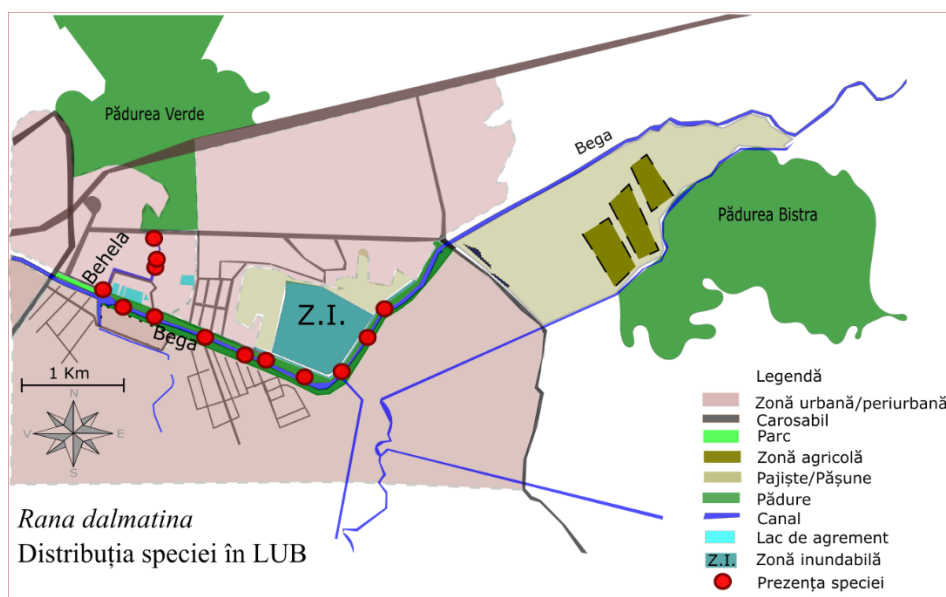 Pădurea Verde
Bega
Pădurea Bistra
Behela
Z.I.
Bega
1 Km
N
V
E
S
Legendă
Zonă urbană/periurbană
Carosabil
Parc
Zonă agricolă
Pajiște/Pășune
Pădure
Canal
Lac de agrement
Z.I.
Zonă inundabilă
Prezența speciei
Rana dalmatina
Distribuția speciei în LUB